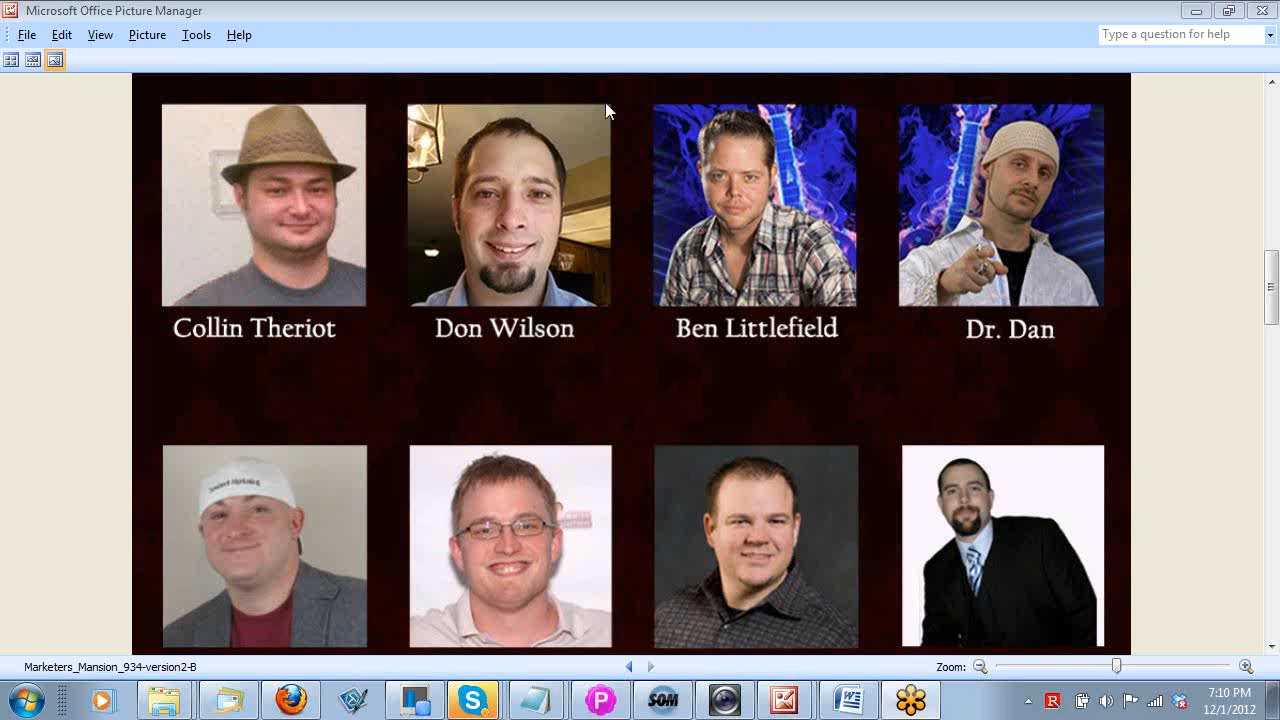 Microsoft Office Picture Manager
File Edit View Picture Tools Help
Type a question for help
Collin Theriot
Don Wilson
Ben Littlefield
Dr. Dan
Marketers_Mansion_934-version2-B
Zoom:
S
P
SOM
W
R
7:10 PM
12/1/2012